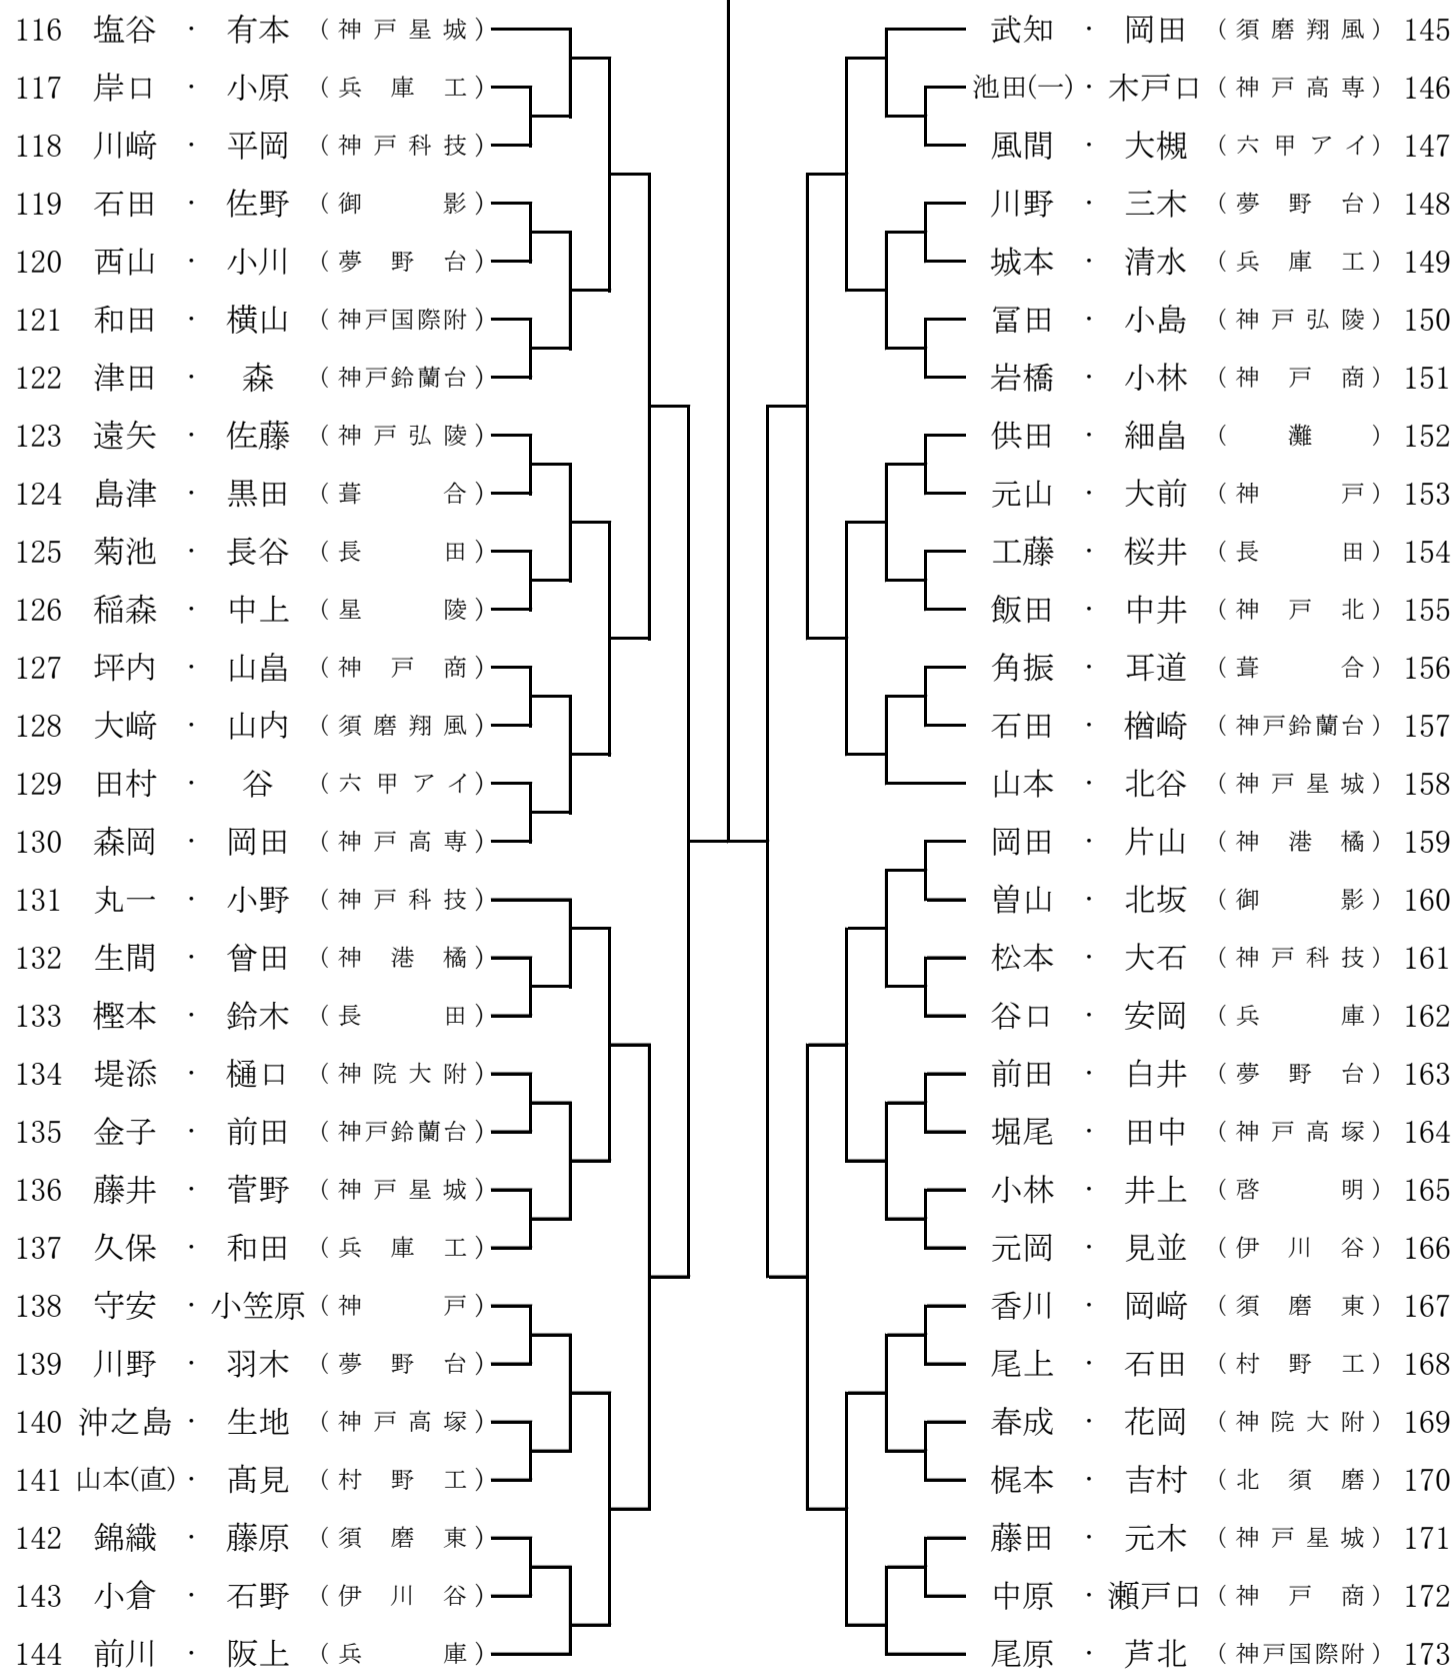 116 塩谷 ・ 有本 （神戸星城）
117 岸口 ・ 小原 （兵庫工）
118 川﨑 ・ 平岡 （神戸科技）
119 石田 ・ 佐野 （御影）
120 西山 ・ 小川 （夢野台）
121 和田 ・ 横山 （神戸国際附）
122 津田 ・ 森 （神戸鈴蘭台）
123 遠矢 ・ 佐藤 （神戸弘陵）
124 島津 ・ 黒田 （葺合）
125 菊池 ・ 長谷 （長田）
126 稲森 ・ 中上 （星陵）
127 坪内 ・ 山畠 （神戸商）
128 大﨑 ・ 山内 （須磨翔風）
129 田村 ・ 谷 （六甲アイ）
130 森岡 ・ 岡田 （神戸高専）
131 丸一 ・ 小野 （神戸科技）
132 生間 ・ 曾田 （神港橘）
133 樫本 ・ 鈴木 （長田）
134 堤添 ・ 樋口 （神院大附）
135 金子 ・ 前田 （神戸鈴蘭台）
136 藤井 ・ 菅野 （神戸星城）
137 久保 ・ 和田 （兵庫工）
138 守安 ・ 小笠原 （神戸）
139 川野 ・ 羽木 （夢野台）
140 沖之島 ・ 生地 （神戸高塚）
141 山本(直) ・ 髙見 （村野工）
142 錦織 ・ 藤原 （須磨東）
143 小倉 ・ 石野 （伊川谷）
144 前川 ・ 阪上 （兵庫）
武知 ・ 岡田 （須磨翔風） 145
池田(一) ・ 木戸口 （神戸高専） 146
風間 ・ 大槻 （六甲アイ） 147
川野 ・ 三木 （夢野台） 148
城本 ・ 清水 （兵庫工） 149
冨田 ・ 小島 （神戸弘陵） 150
岩橋 ・ 小林 （神戸商） 151
供田 ・ 細畠 （灘） 152
元山 ・ 大前 （神戸） 153
工藤 ・ 桜井 （長田） 154
飯田 ・ 中井 （神戸北） 155
角振 ・ 耳道 （葺合） 156
石田 ・ 楢崎 （神戸鈴蘭台） 157
山本 ・ 北谷 （神戸星城） 158
岡田 ・ 片山 （神港橘） 159
曽山 ・ 北坂 （御影） 160
松本 ・ 大石 （神戸科技） 161
谷口 ・ 安岡 （兵庫） 162
前田 ・ 白井 （夢野台） 163
堀尾 ・ 田中 （神戸高塚） 164
小林 ・ 井上 （啓明） 165
元岡 ・ 見並 （伊川谷） 166
香川 ・ 岡﨑 （須磨東） 167
尾上 ・ 石田 （村野工） 168
春成 ・ 花岡 （神院大附） 169
梶本 ・ 吉村 （北須磨） 170
藤田 ・ 元木 （神戸星城） 171
中原 ・ 瀬戸口 （神戸商） 172
尾原 ・ 芦北 （神戸国際附） 173